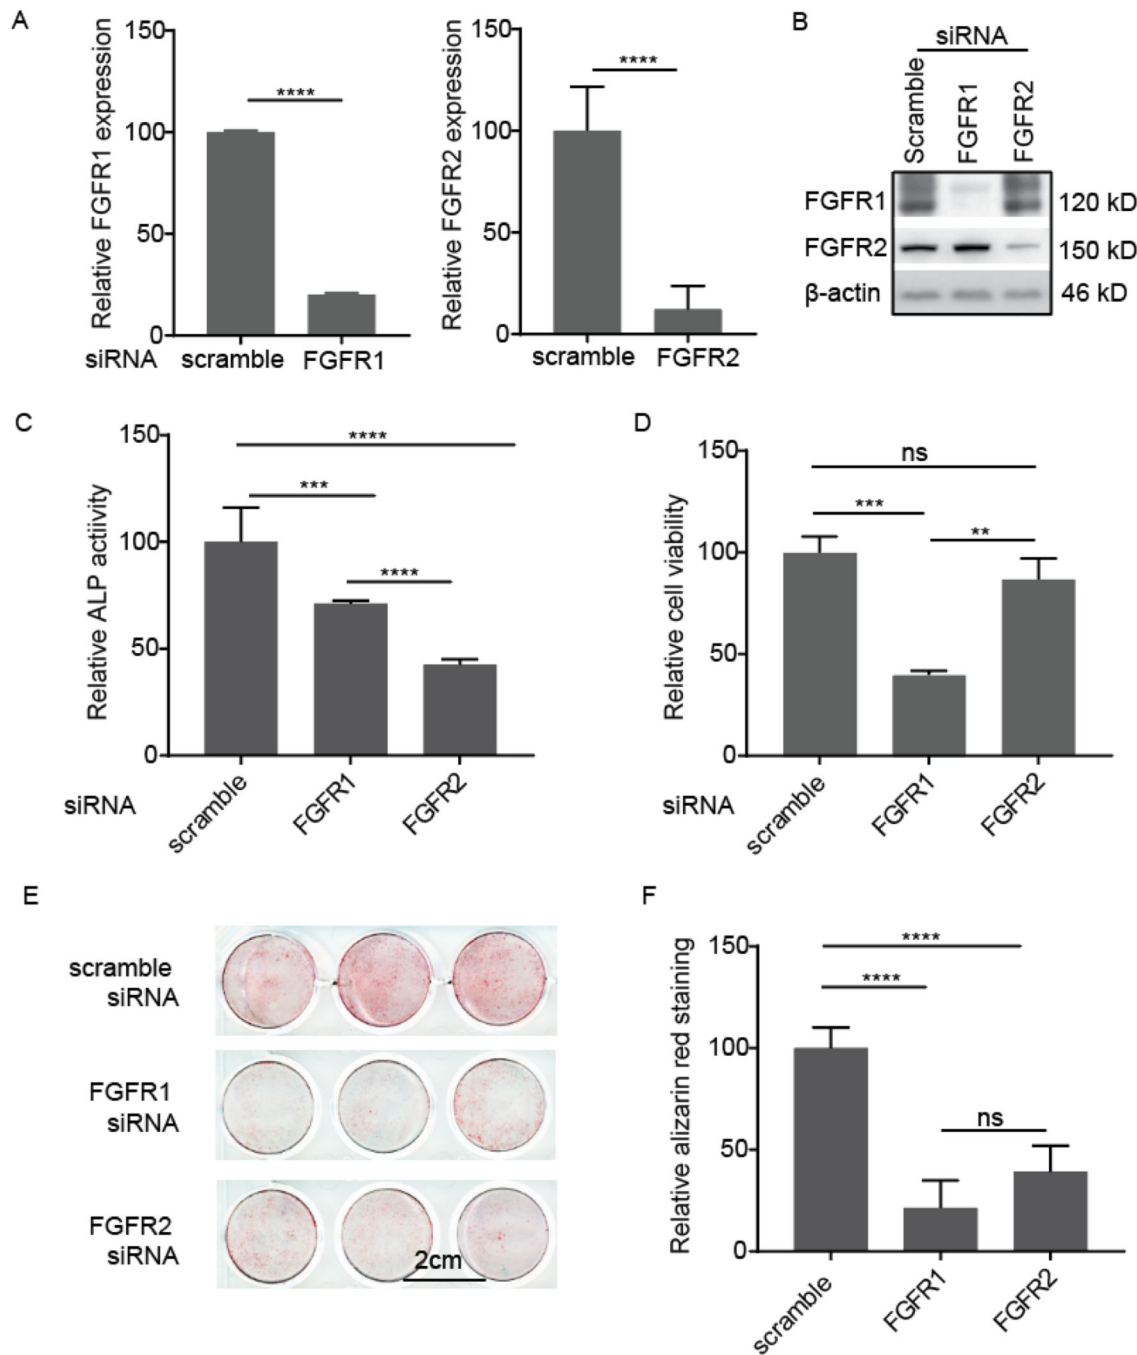 A
Relative FGFR1 expression
150
100
50
0
****
siRNA
scramble
FGFR1
Relative FGFR2 expression
150
100
50
0
****
scramble
FGFR2
B
siRNA
Scramble
FGFR1
FGFR2
FGFR1 120 kD
FGFR2 150 kD
β-actin 46 kD
C
Relative ALP actiivity
150
100
50
0
****
***
****
siRNA
scramble
FGFR1
FGFR2
D
Relative cell viability
150
100
50
0
ns
***
**
siRNA
scramble
FGFR1
FGFR2
E
scramble
siRNA
FGFR1
siRNA
FGFR2
siRNA
2cm
F
Relative alizarin red staining
150
100
50
0
****
****
ns
scramble
FGFR1
FGFR2